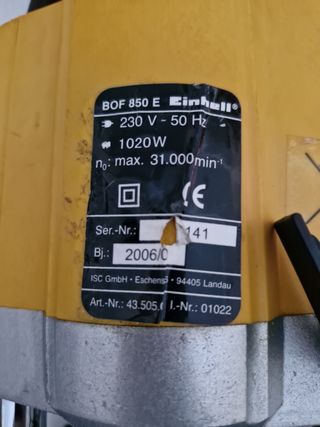 BOF 850 E Einhell®
230 V - 50 Hz
1020W
n₀: max. 31.000min⁻¹
CE
Ser.-Nr.: 141
Bj.: 2006/0
ISC GmbH • Eschenstr • 94405 Landau
Art.-Nr.: 43.505. I.-Nr.: 01022